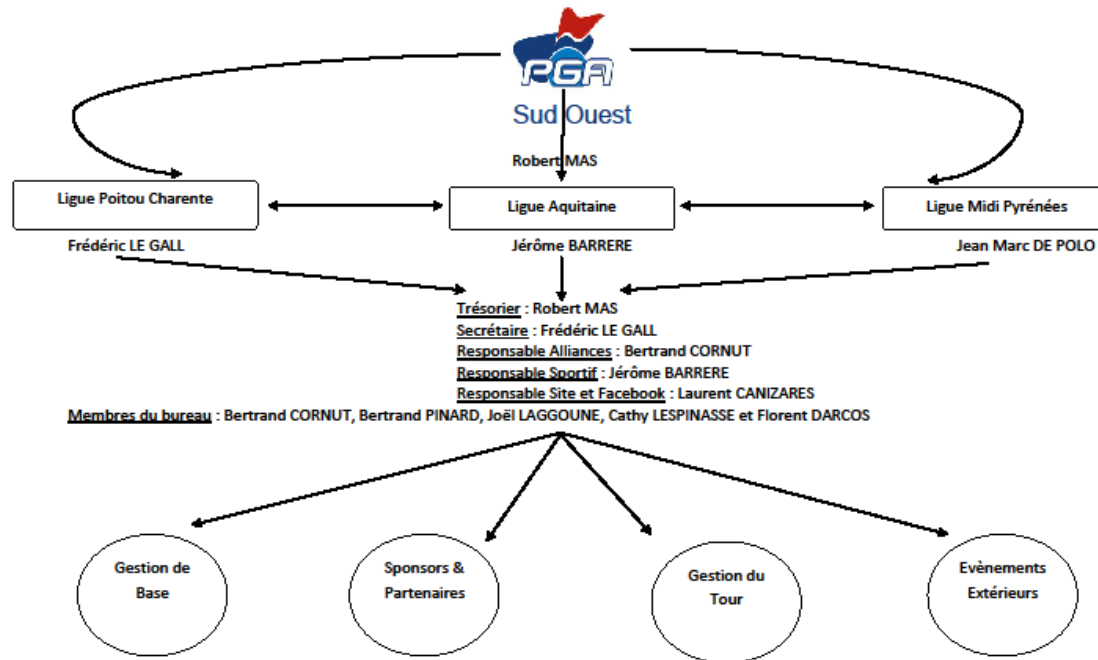 PGA
Sud Ouest
Robert MAS
Ligue Poitou Charente
Ligue Aquitaine
Ligue Midi Pyrénées
Frédéric LE GALL
Jérôme BARRERE
Jean Marc DE POLO
Trésorier : Robert MAS
Secrétaire : Frédéric LE GALL
Responsable Alliances : Bertrand CORNUT
Responsable Sportif : Jérôme BARRERE
Responsable Site et Facebook : Laurent CANIZARES
Membres du bureau : Bertrand CORNUT, Bertrand PINARD, Joël LAGGOUNE, Cathy LESPINASSE et Florent DARCOS
Gestion de
Base
Sponsors &
Partenaires
Gestion du
Tour
Evènements
Extérieurs